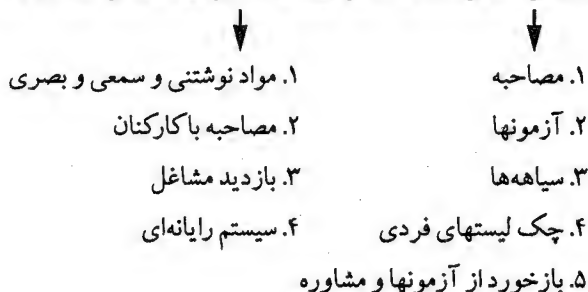 ۱. مصاحبه
۲. آزمونها
۳. سیاهه‌ها
۴. چک لیستهای فردی
۵. بازخورد از آزمونها و مشاوره
۱. مواد نوشتنی و سمعی و بصری
۲. مصاحبه با کارکنان
۳. بازدید مشاغل
۴. سیستم رایانه‌ای